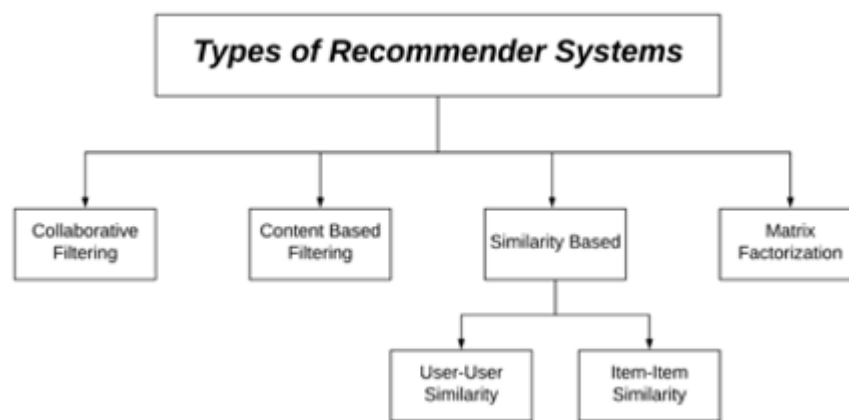 Types of Recommender Systems
Collaborative
Filtering
Content Based
Filtering
Similarity Based
Matrix
Factorization
User-User
Similarity
Item-Item
Similarity